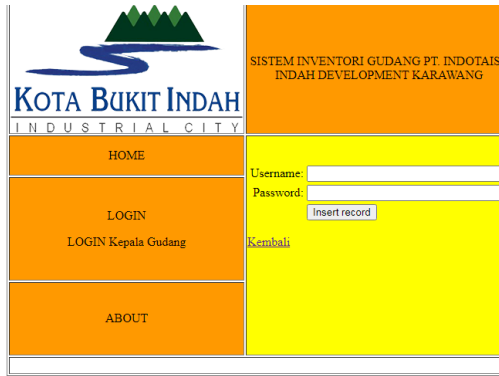 KOTA BUKIT INDAH
INDUSTRIAL CITY
SISTEM INVENTORI GUDANG PT. INDOTAIS
INDAH DEVELOPMENT KARAWANG
HOME
LOGIN
LOGIN Kepala Gudang
ABOUT
Username:
Password:
Insert record
Kembali